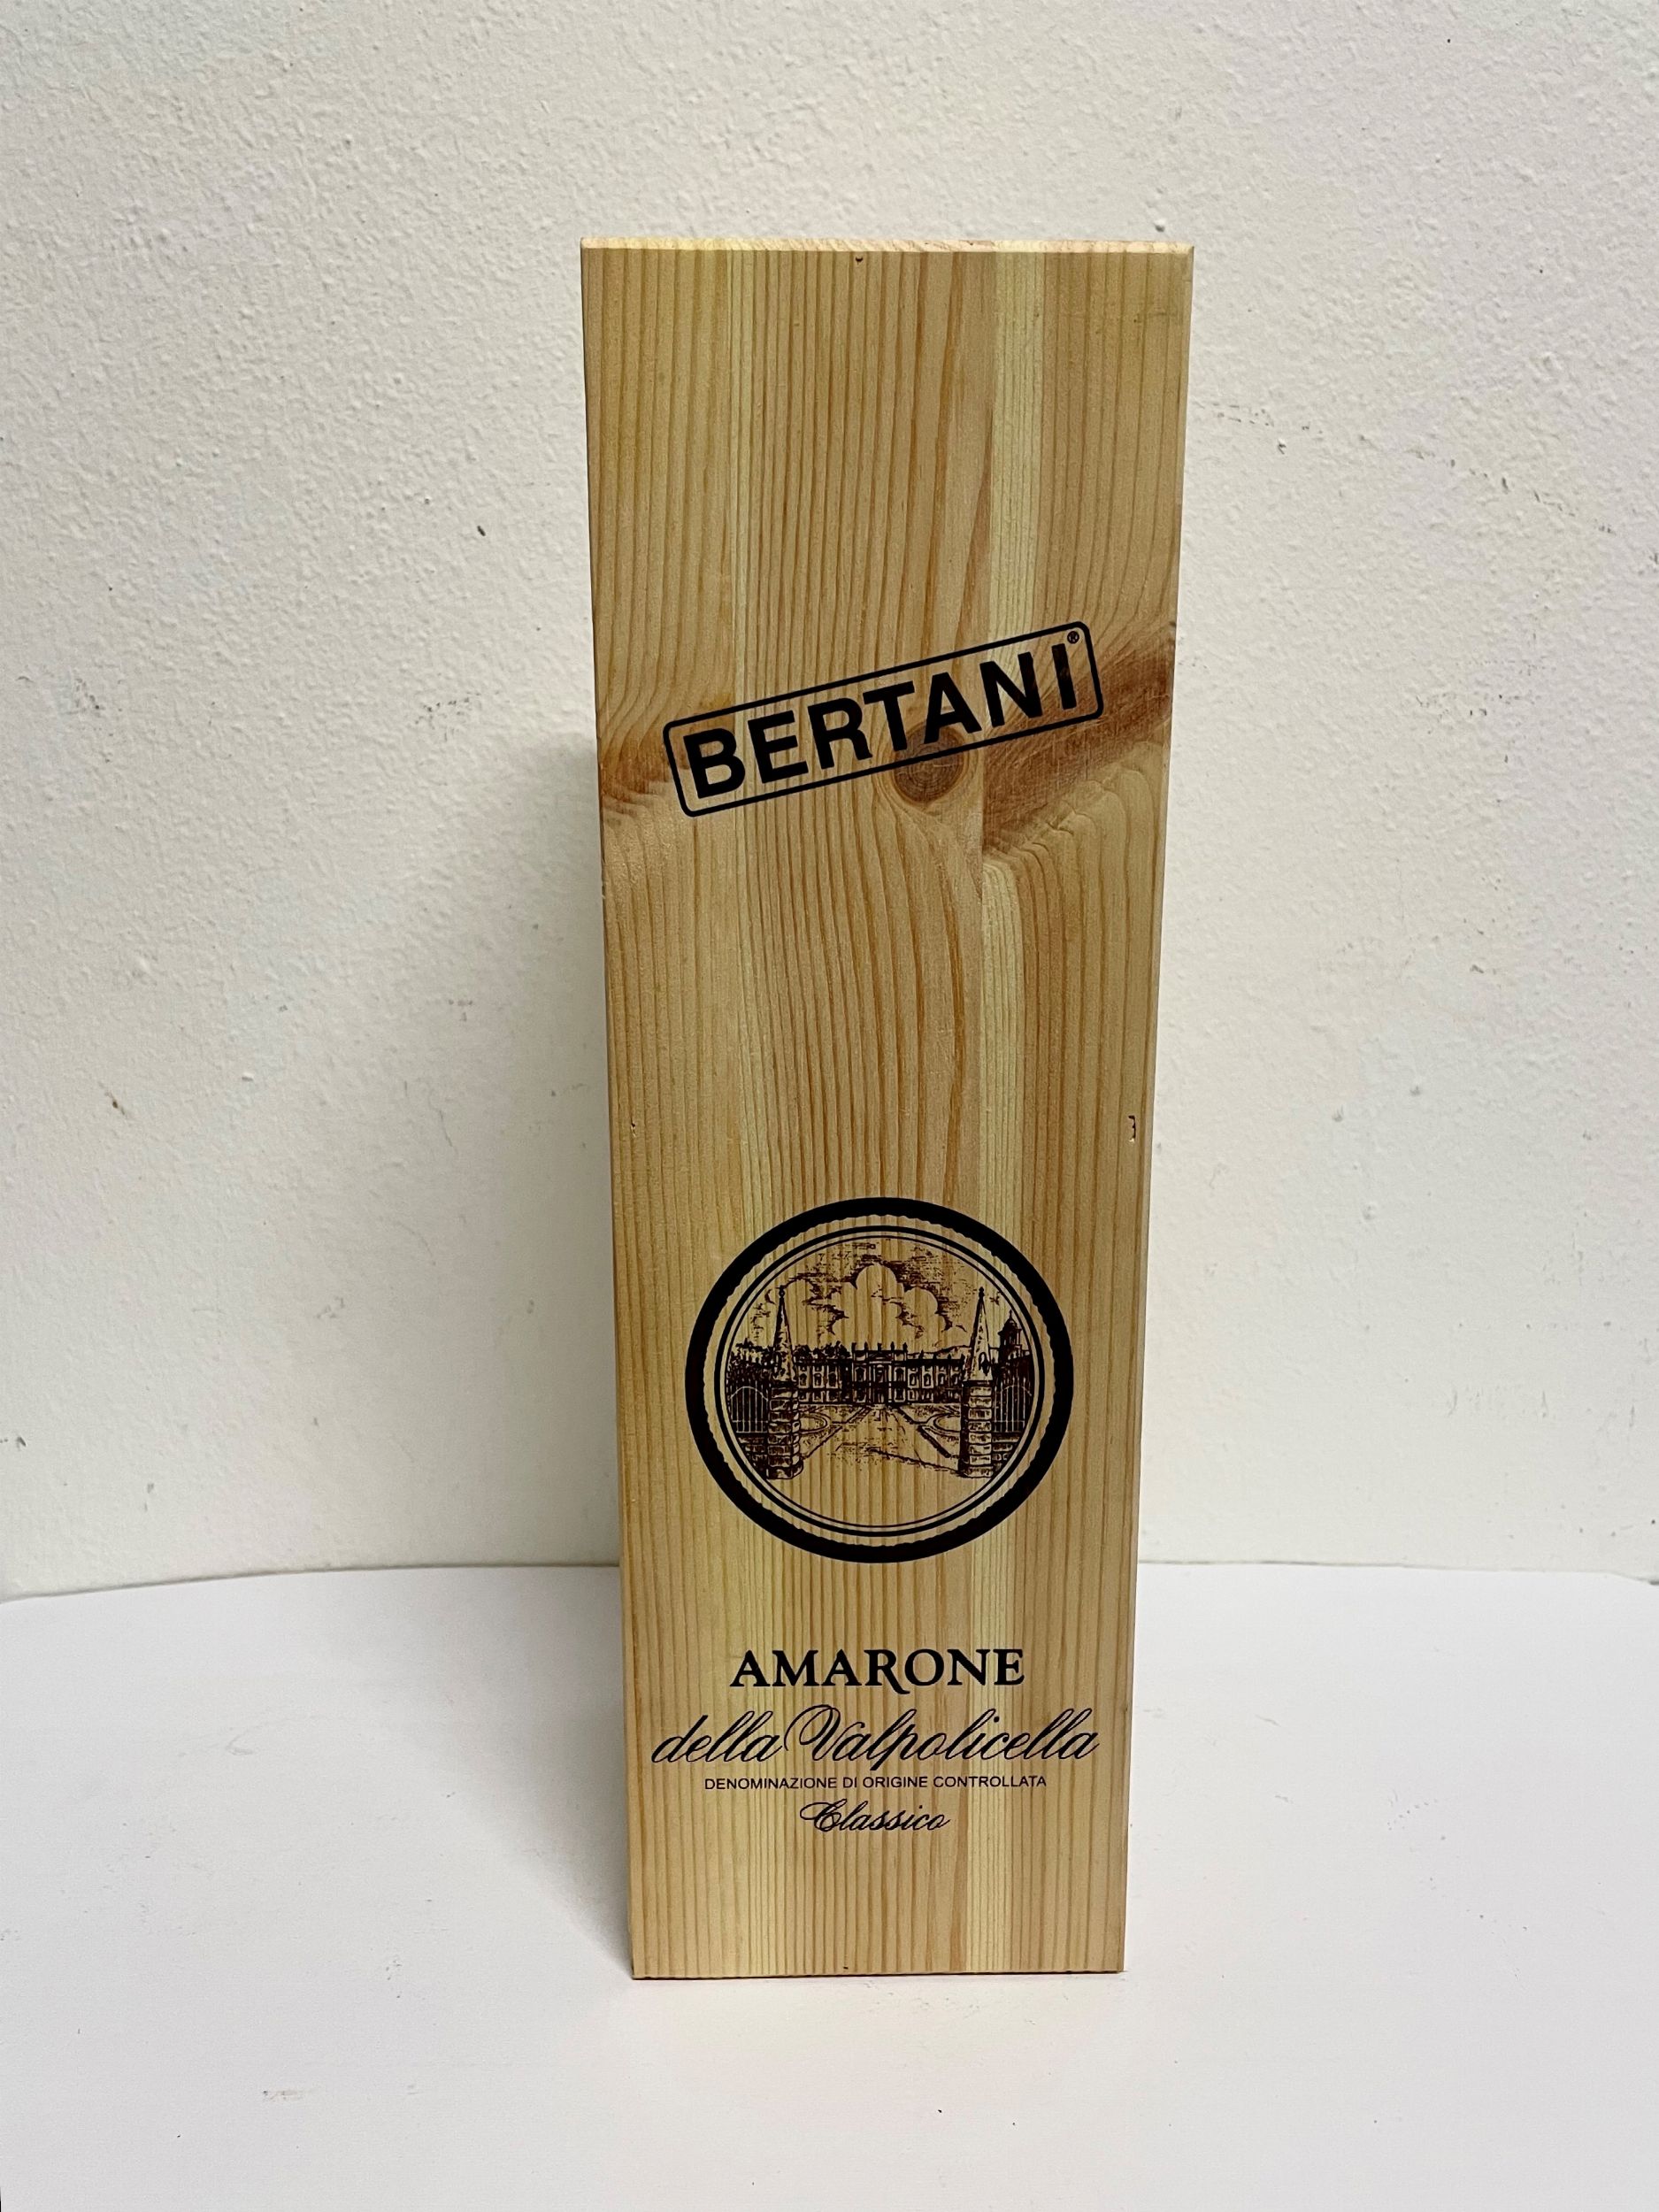 BERTANI®
AMARONE
della Valpolicella
DENOMINAZIONE DI ORIGINE CONTROLLATA
Classico